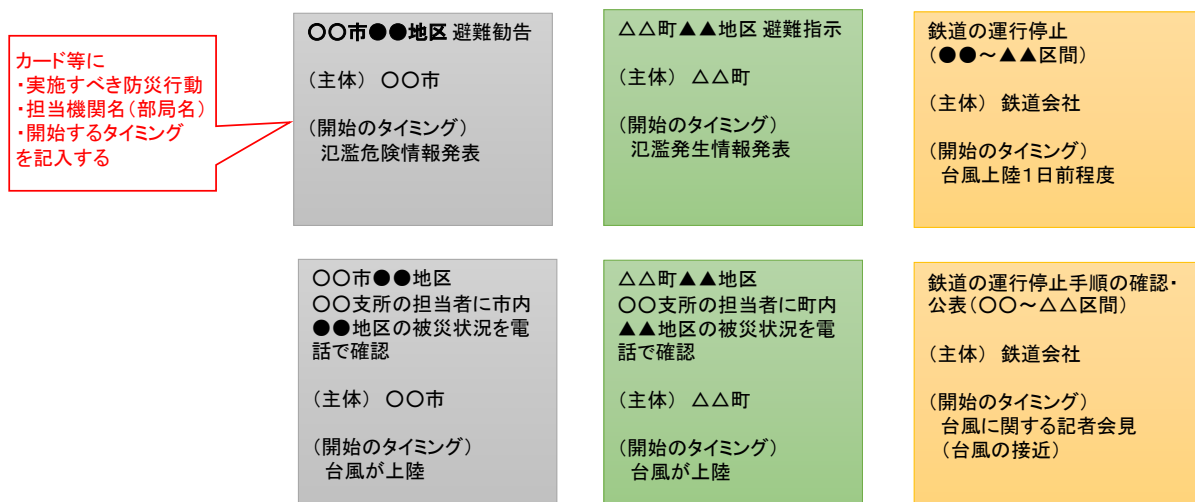 カード等に
・実施すべき防災行動
・担当機関名（部局名）
・開始するタイミング
を記入する
〇〇市●●地区 避難勧告
（主体） 〇〇市
（開始のタイミング）
氾濫危険情報発表
△△町▲▲地区 避難指示
（主体） △△町
（開始のタイミング）
氾濫発生情報発表
鉄道の運行停止
（●●～▲▲区間）
（主体） 鉄道会社
（開始のタイミング）
台風上陸１日前程度
〇〇市●●地区
〇〇支所の担当者に市内
●●地区の被災状況を電
話で確認
（主体） 〇〇市
（開始のタイミング）
台風が上陸
△△町▲▲地区
〇〇支所の担当者に町内
▲▲地区の被災状況を電
話で確認
（主体） △△町
（開始のタイミング）
台風が上陸
鉄道の運行停止手順の確認・
公表（〇〇～△△区間）
（主体） 鉄道会社
（開始のタイミング）
台風に関する記者会見
（台風の接近）